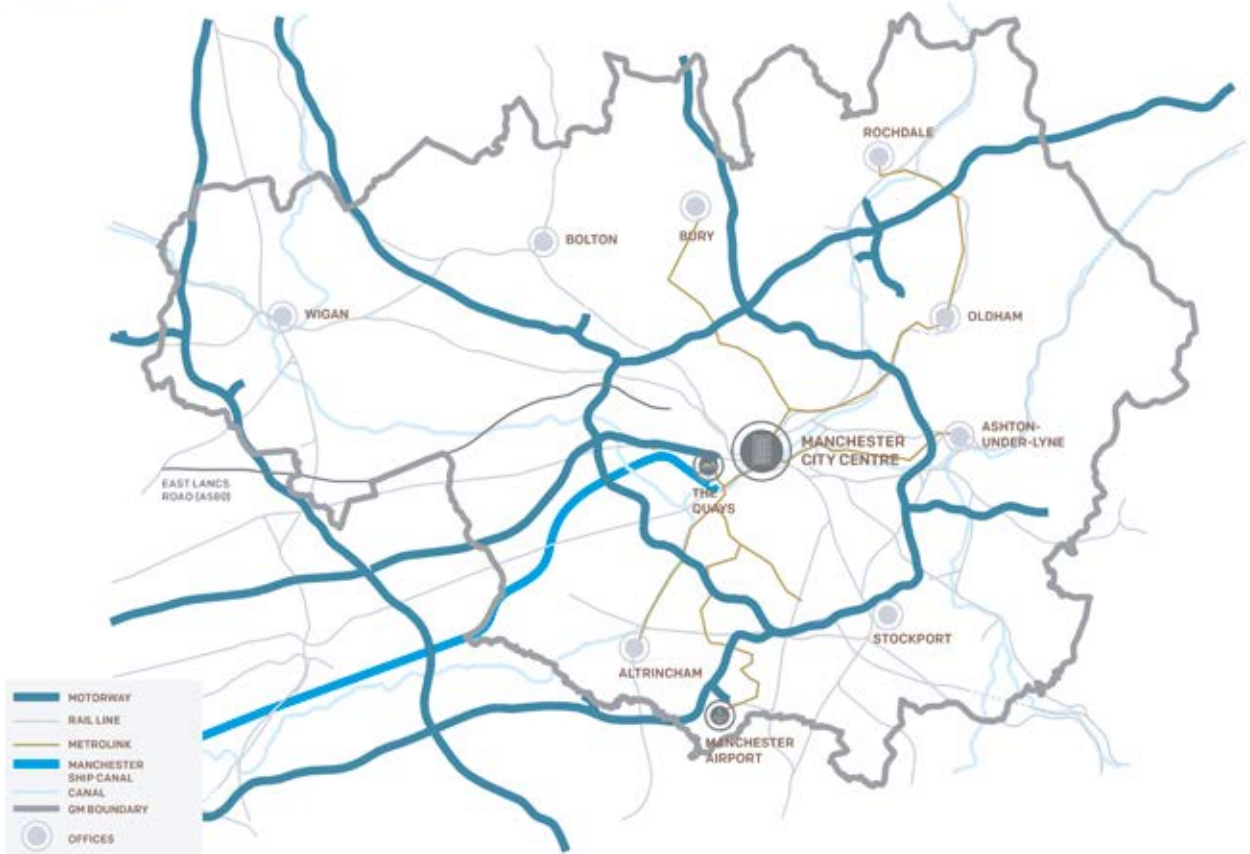 ROCHDALE
BURY
BOLTON
WIGAN
OLDHAM
ASHTON-
UNDER-LYNE
MANCHESTER
CITY CENTRE
EAST LANCS
ROAD (A580)
THE
QUAYS
STOCKPORT
ALTRINCHAM
MANCHESTER
AIRPORT
MOTORWAY
RAIL LINE
METROLINK
MANCHESTER
SHIP CANAL
CANAL
GM BOUNDARY
OFFICES